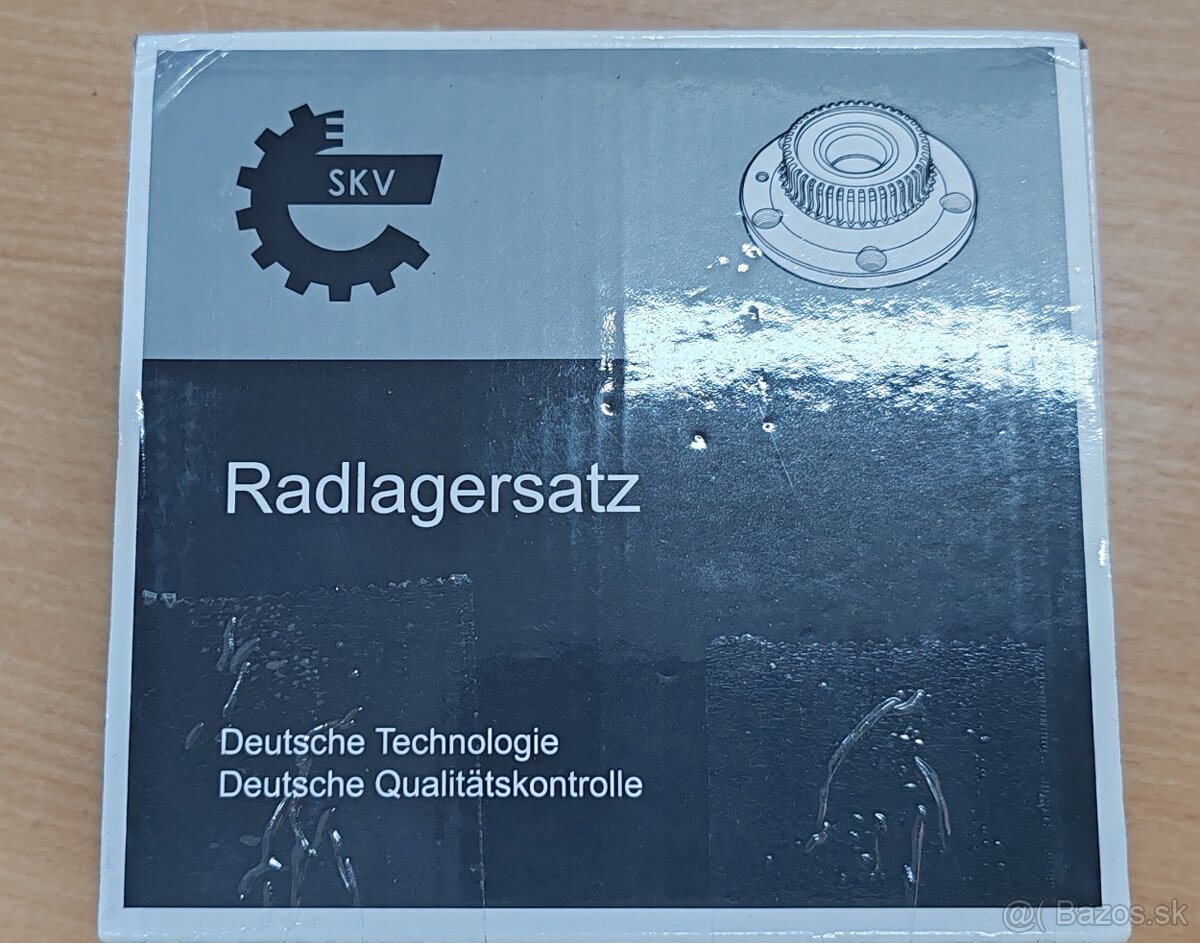 SKV
Radlagersatz
Deutsche Technologie
Deutsche Qualitätskontrolle
@( Bazos.sk